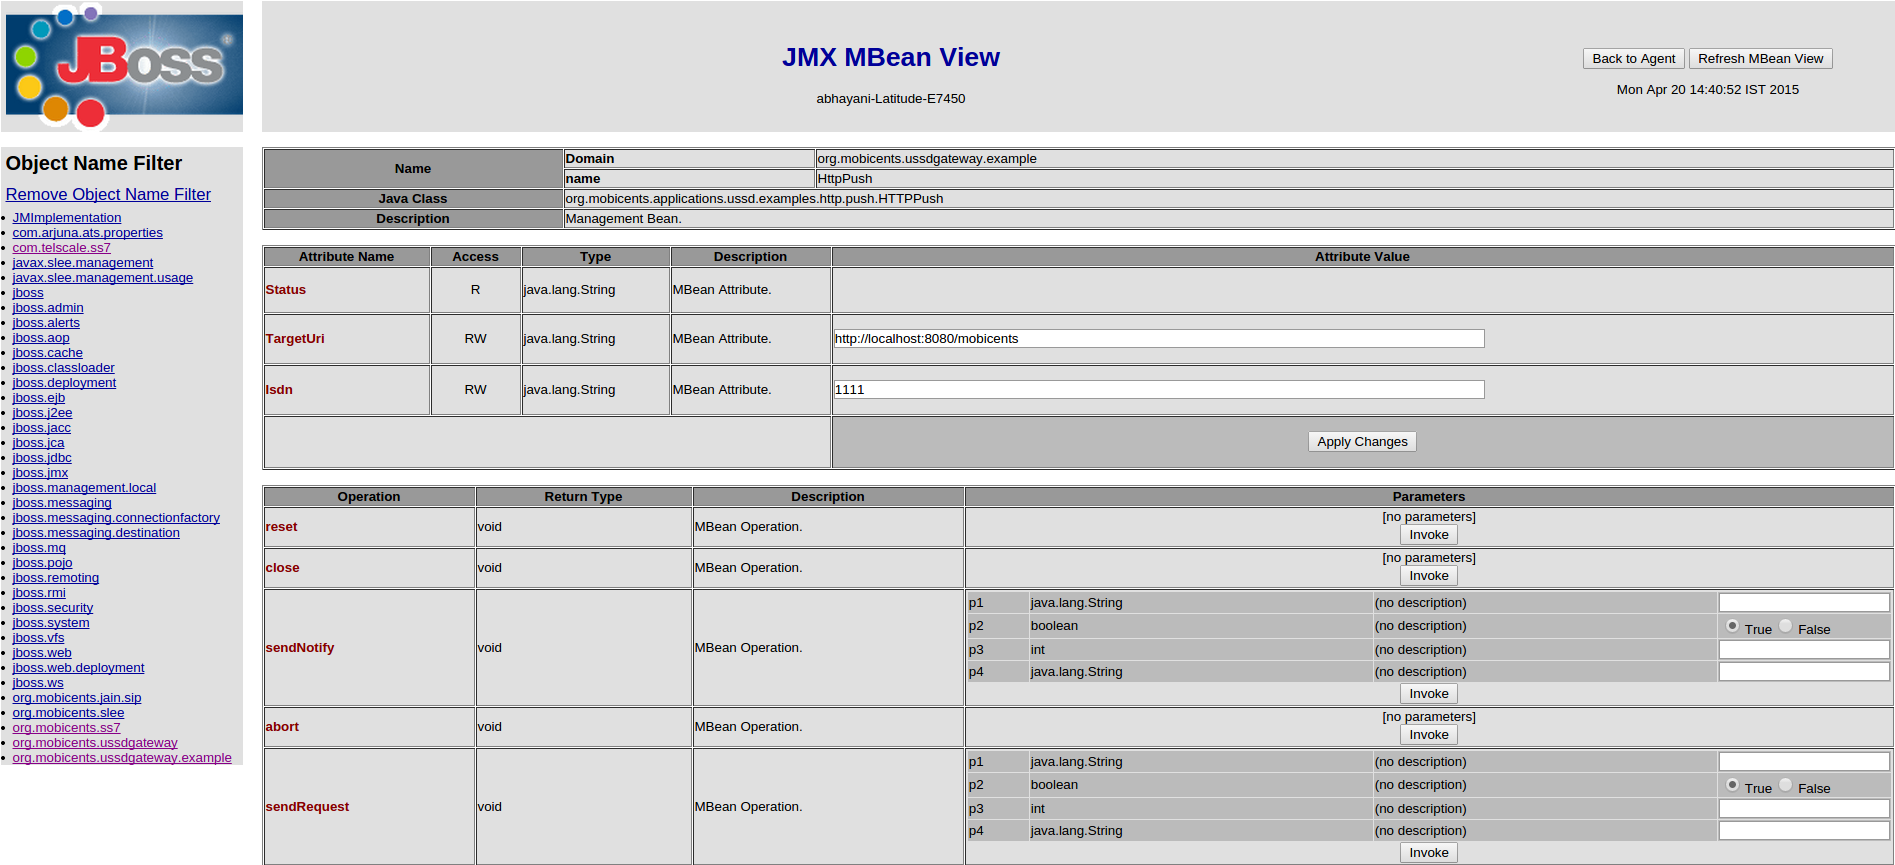 JBoss®
JMX MBean View
abhayani-Latitude-E7450
Back to Agent Refresh MBean View
Mon Apr 20 14:40:52 IST 2015
Object Name Filter
Remove Object Name Filter
JMImplementation
com.arjuna.ats.properties
com.telscale.ss7
javax.slee.management
javax.slee.management.usage
jboss
jboss.admin
jboss.alerts
jboss.aop
jboss.cache
jboss.classloader
jboss.deployment
jboss.ejb
jboss.j2ee
jboss.jacc
jboss.jca
jboss.jdbc
jboss.jmx
jboss.management.local
jboss.messaging
jboss.messaging.connectionfactory
jboss.messaging.destination
jboss.mq
jboss.pojo
jboss.remoting
jboss.rmi
jboss.security
jboss.system
jboss.vfs
jboss.web
jboss.web.deployment
jboss.ws
org.mobicents.jain.sip
org.mobicents.slee
org.mobicents.ss7
org.mobicents.ussdgateway
org.mobicents.ussdgateway.example
Name Domain org.mobicents.ussdgateway.example
name HttpPush
Java Class org.mobicents.applications.ussd.examples.http.push.HTTPPush
Description Management Bean.
Attribute Name Access Type Description Attribute Value
Status R java.lang.String MBean Attribute.
TargetUri RW java.lang.String MBean Attribute. http://localhost:8080/mobicents
Isdn RW java.lang.String MBean Attribute. 1111
Apply Changes
Operation Return Type Description Parameters
reset void MBean Operation. [no parameters]
Invoke
close void MBean Operation. [no parameters]
Invoke
sendNotify void MBean Operation.
p1 java.lang.String (no description)
p2 boolean (no description) True False
p3 int (no description)
p4 java.lang.String (no description)
Invoke
abort void MBean Operation. [no parameters]
Invoke
sendRequest void MBean Operation.
p1 java.lang.String (no description)
p2 boolean (no description) True False
p3 int (no description)
p4 java.lang.String (no description)
Invoke